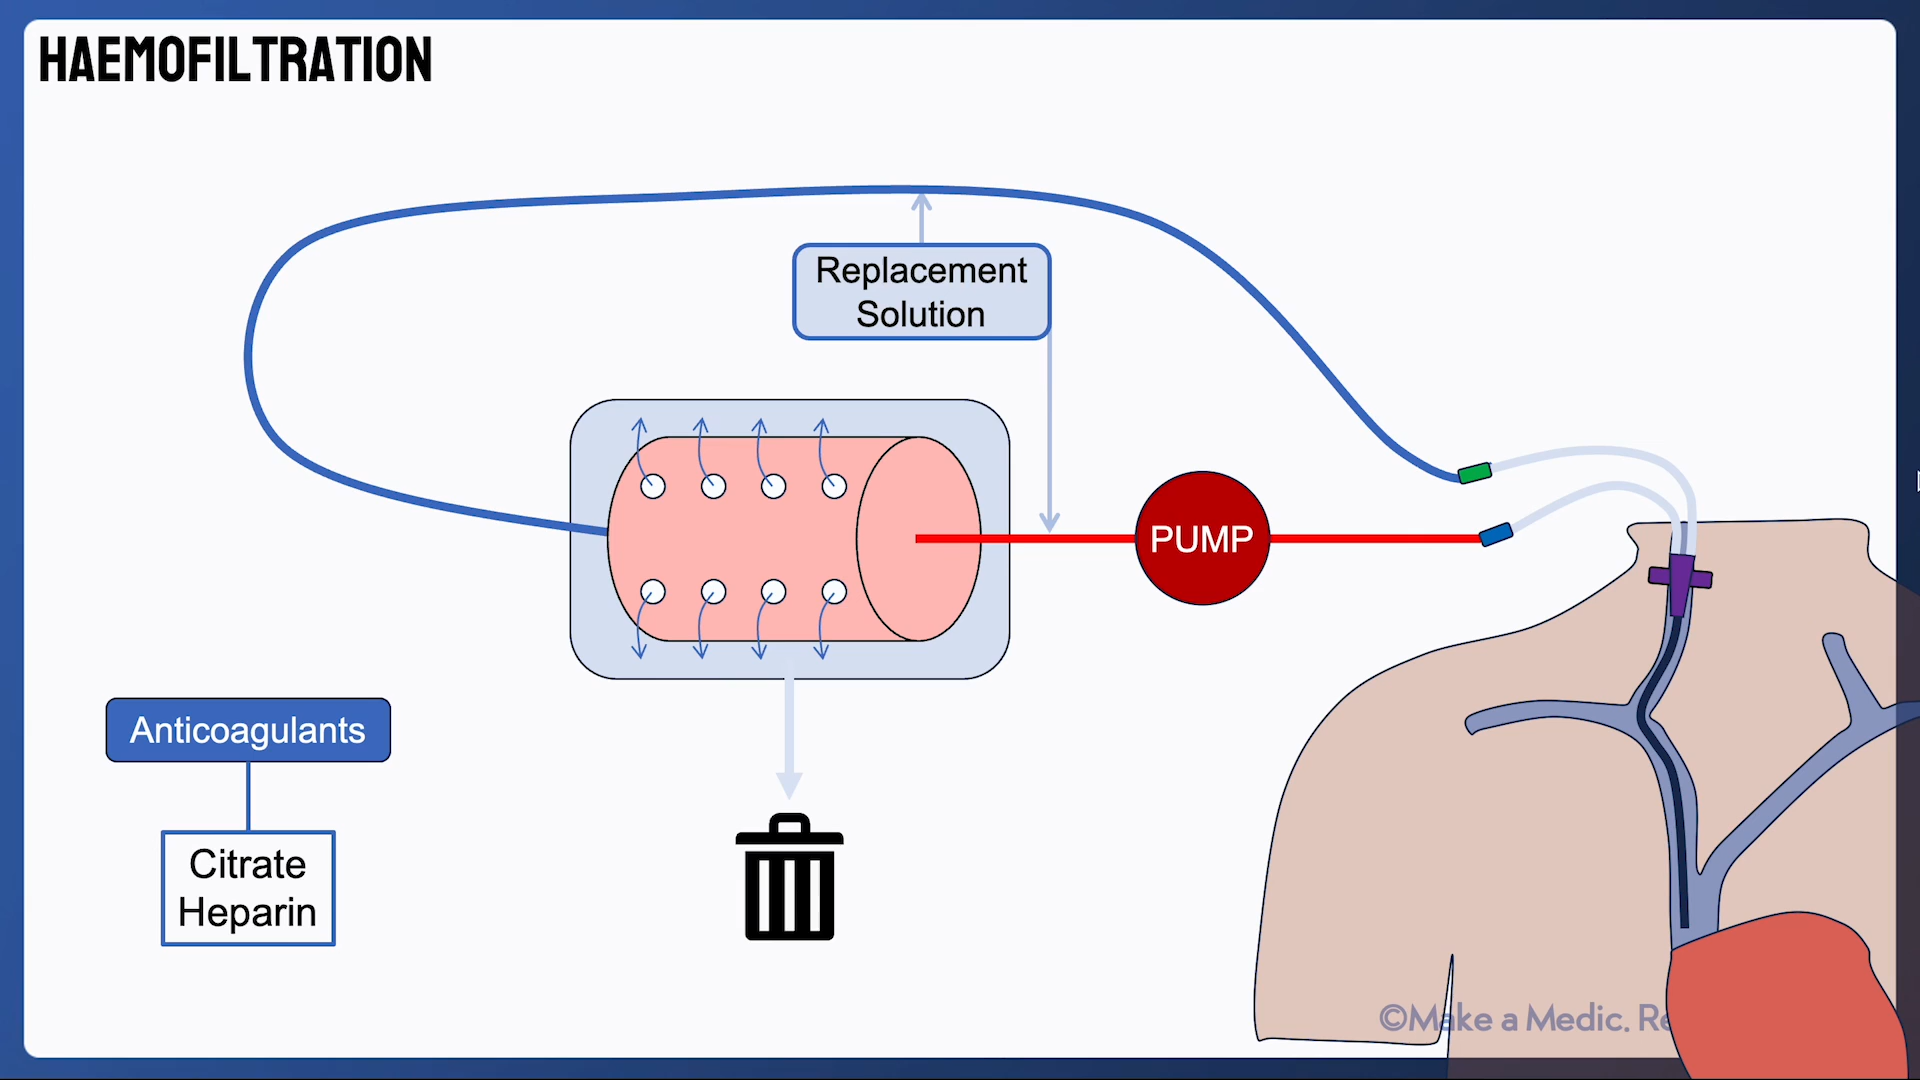 HAEMOFILTRATION
Replacement
Solution
PUMP
Anticoagulants
Citrate
Heparin
©Make a Medic.